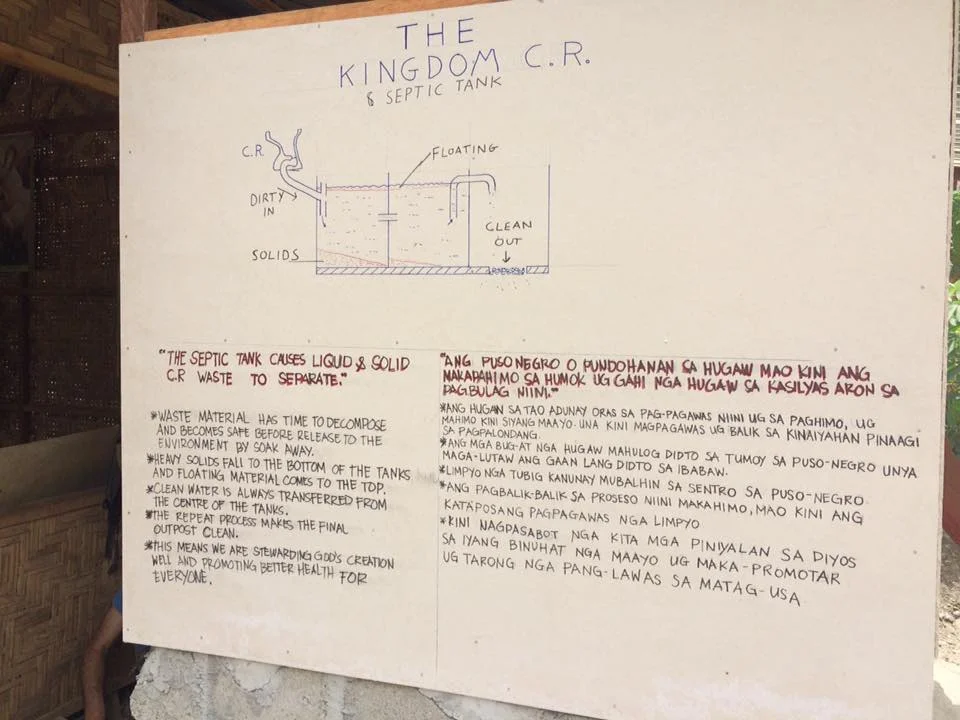 THE
KINGDOM C.R.
& SEPTIC TANK
C.R.
FLOATING
DIRTY
IN
CLEAN
OUT
SOLIDS
"THE SEPTIC TANK CAUSES LIQUID & SOLID
C.R WASTE TO SEPARATE."
*WASTE MATERIAL HAS TIME TO DECOMPOSE
AND BECOMES SAFE BEFORE RELEASE TO THE
ENVIRONMENT BY SOAK AWAY.
*HEAVY SOLIDS FALL TO THE BOTTOM OF THE TANKS
AND FLOATING MATERIAL COMES TO THE TOP.
*CLEAN WATER IS ALWAYS TRANSFERRED FROM
THE CENTRE OF THE TANKS.
*THE REPEAT PROCESS MAKES THE FINAL
OUTPOST CLEAN.
*THIS MEANS WE ARE STEWARDING GOD'S CREATION
WELL AND PROMOTING BETTER HEALTH FOR
EVERYONE.
"ANG PUSO NEGRO O PUNDOHANAN SA HUGAW MAO KINI ANG
NAKAPAHIMO SA HUMOK UG GAHI NGA HUGAW SA KASILYAS ARON SA
PAGBULAG NIINI."
*ANG HUGAW SA TAO ADUNAY ORAS SA PAG-PAGAWAS NIINI UG SA PAGHIMO, UG
MAHIMO KINI SIYANG MAAYO UNA KINI MAGPAGAWAS UG BALIK SA KINAIYAHAN PINAAGI
SA PAGPALONDANG.
*ANG MGA BUG-AT NGA HUGAW MAHULOG DIDTO SA TUMOY SA PUSO-NEGRO UNYA
MAGA-LUTAW ANG GAAN LANG DIDTO SA IBABAW.
*LIMPYO NGA TUBIG KANUNAY MUBALHIN SA SENTRO SA PUSO-NEGRO
*ANG PAGBALIK-BALIK SA PROSESO NIINI MAKAHIMO, MAO KINI ANG
KATAPOSANG PAGPAGAWAS NGA LIMPYO
*KINI NAGPASABOT NGA KITA MGA PINIYALAN SA DIYOS
SA IYANG BINUHAT NGA MAAYO UG MAKA-PROMOTAR
UG TARONG NGA PANG-LAWAS SA MATAG-USA